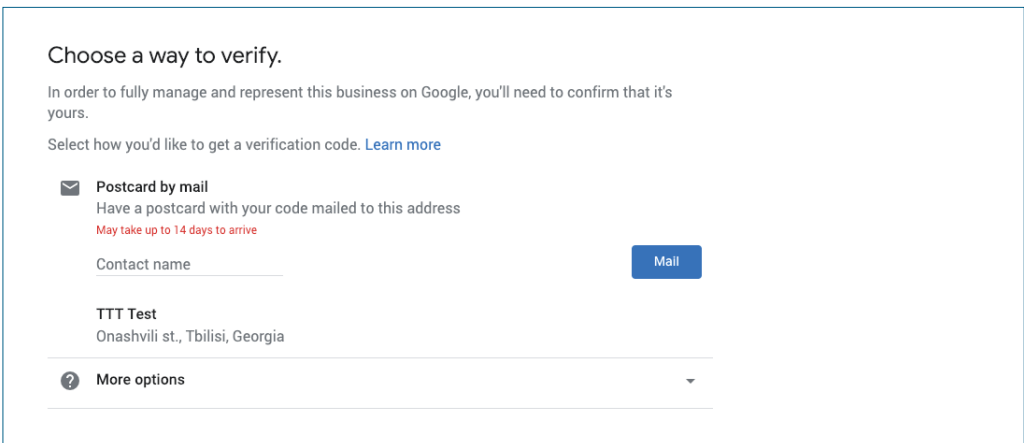 Choose a way to verify.
In order to fully manage and represent this business on Google, you'll need to confirm that it's
yours.
Select how you'd like to get a verification code. Learn more
Postcard by mail
Have a postcard with your code mailed to this address
May take up to 14 days to arrive
Contact name
Mail
TTT Test
Onashvili st., Tbilisi, Georgia
More options